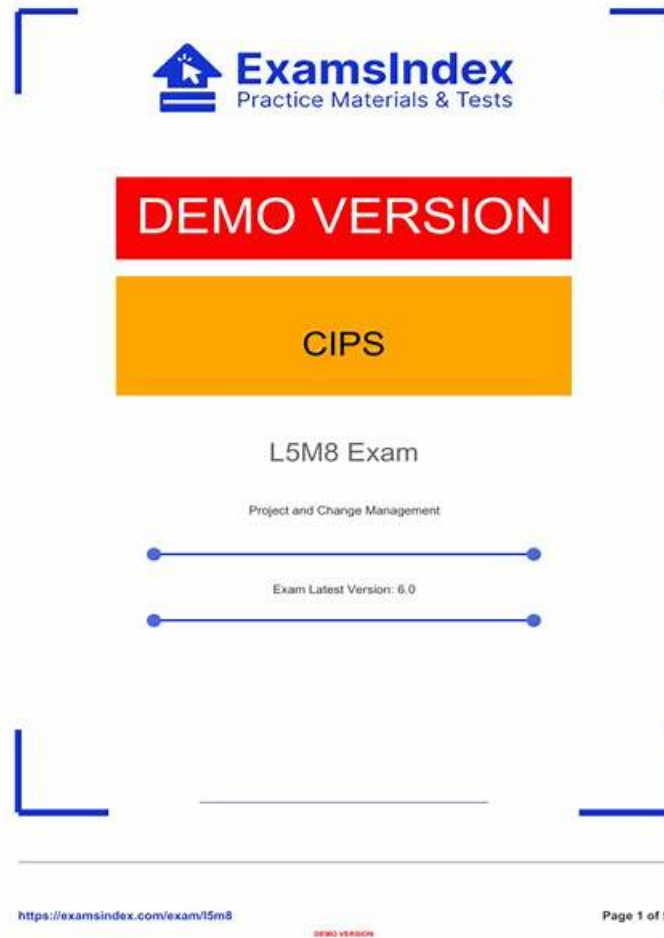 ExamsIndex
Practice Materials & Tests
DEMO VERSION
CIPS
L5M8 Exam
Project and Change Management
Exam Latest Version: 6.0
https://examsindex.com/exam/l5m8
Page 1 of
DEMO VERSION